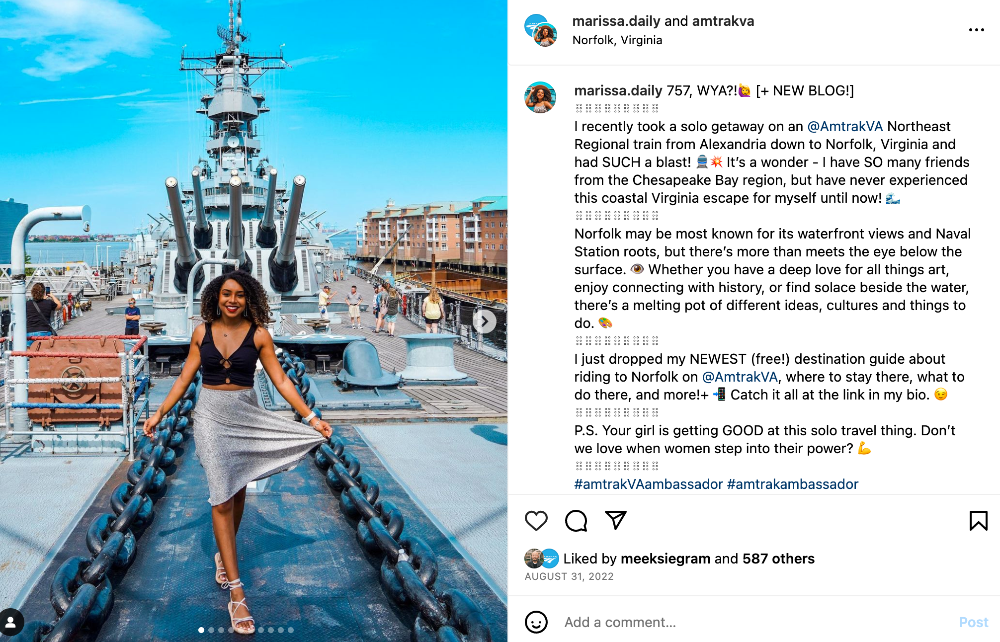 marissa.daily and amtrakva
Norfolk, Virginia
marissa.daily 757, WYA?!🙋‍♀️ [+ NEW BLOG!]
⠿⠿⠿⠿⠿⠿⠿⠿⠿
I recently took a solo getaway on an @AmtrakVA Northeast
Regional train from Alexandria down to Norfolk, Virginia and
had SUCH a blast! 🚆💥 It’s a wonder - I have SO many friends
from the Chesapeake Bay region, but have never experienced
this coastal Virginia escape for myself until now! 🌊
⠿⠿⠿⠿⠿⠿⠿⠿⠿
Norfolk may be most known for its waterfront views and Naval
Station roots, but there’s more than meets the eye below the
surface. 👁️ Whether you have a deep love for all things art,
enjoy connecting with history, or find solace beside the water,
there’s a melting pot of different ideas, cultures and things to
do. 🎨
⠿⠿⠿⠿⠿⠿⠿⠿⠿
I just dropped my NEWEST (free!) destination guide about
riding to Norfolk on @AmtrakVA, where to stay there, what to
do there, and more!+ 📲 Catch it all at the link in my bio. 😉
⠿⠿⠿⠿⠿⠿⠿⠿⠿
P.S. Your girl is getting GOOD at this solo travel thing. Don’t
we love when women step into their power? 💪
⠿⠿⠿⠿⠿⠿⠿⠿⠿
#amtrakVAambassador #amtrakambassador
Liked by meeksiegram and 587 others
AUGUST 31, 2022
Add a comment...
Post